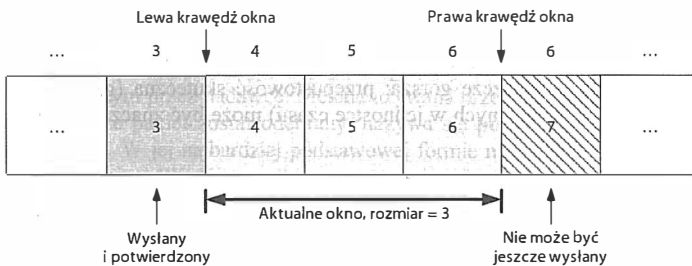 Lewa krawędź okna Prawa krawędź okna
... 3 4 5 6 6 ...
... 3 4 5 6 7 ...
Aktualne okno, rozmiar = 3
Wysłany
i potwierdzony
Nie może być
jeszcze wysłany